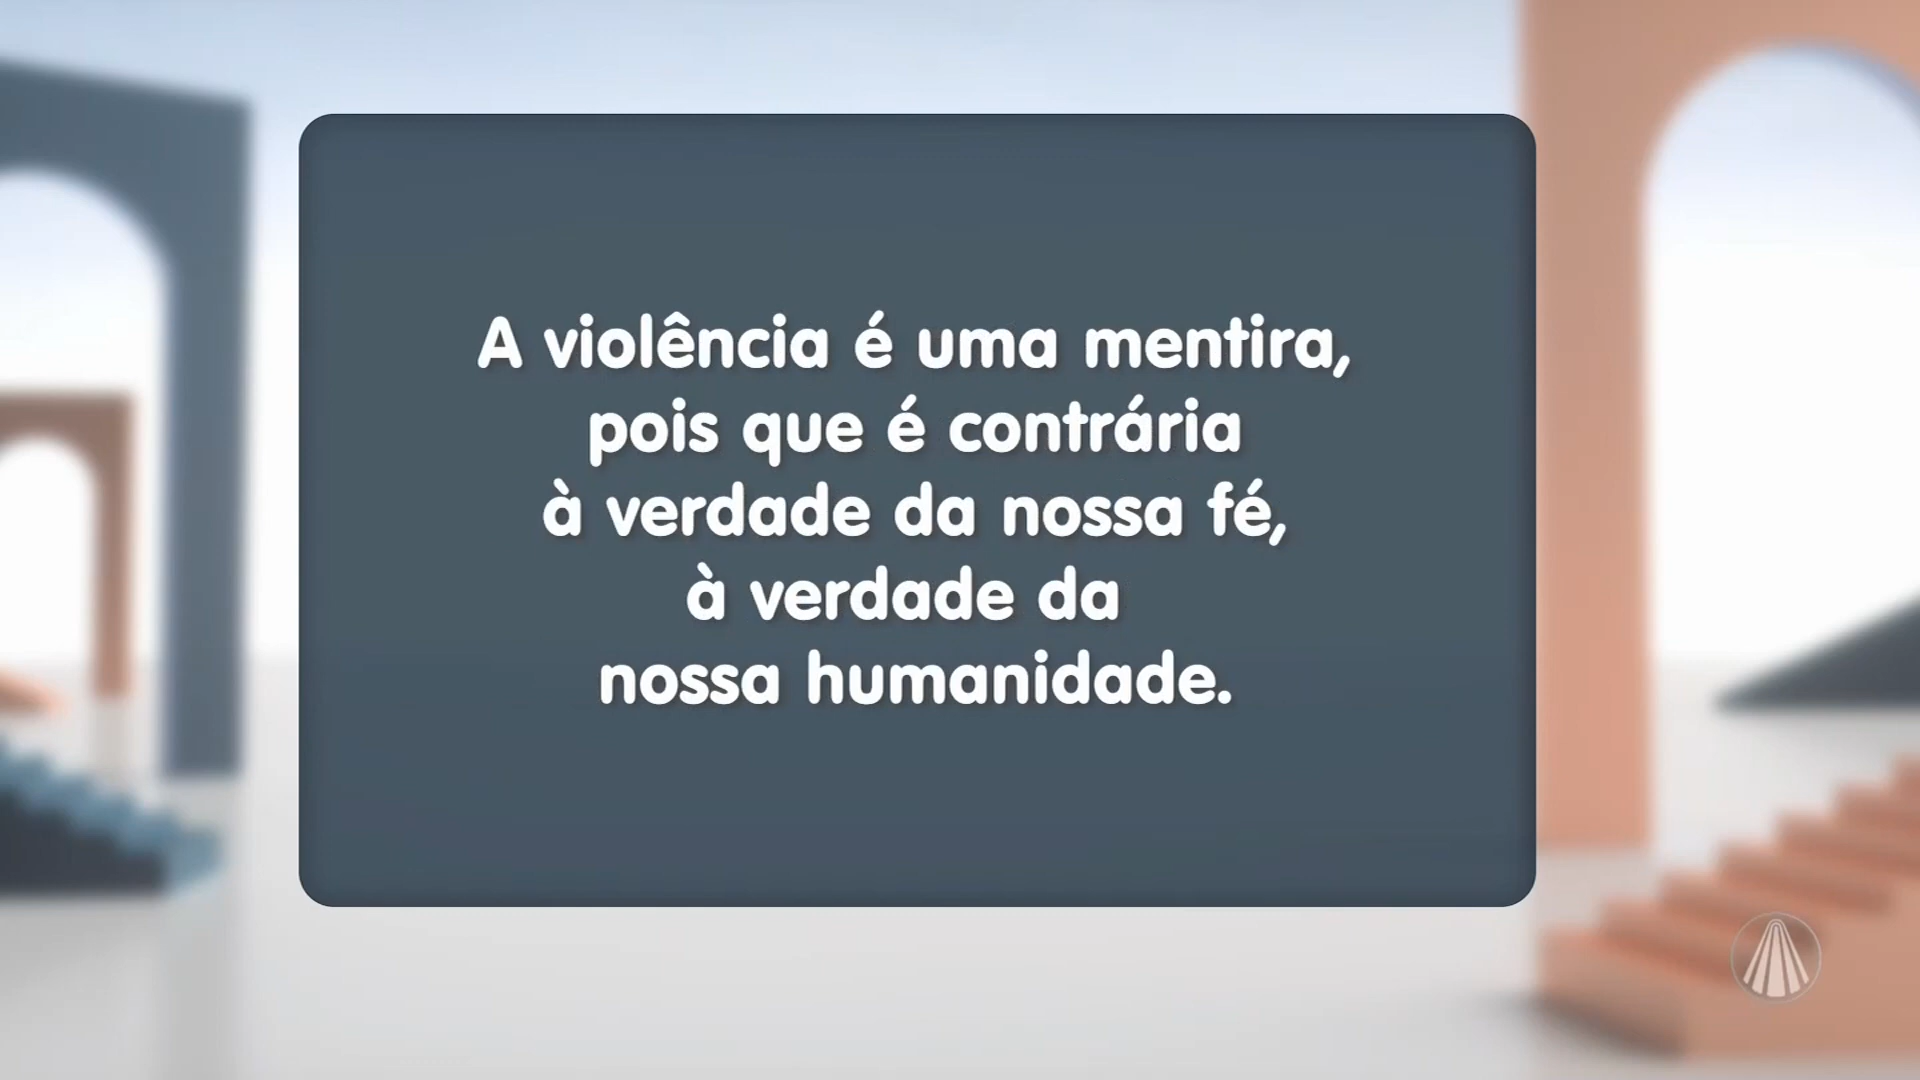 A violência é uma mentira,
pois que é contrária
à verdade da nossa fé,
à verdade da
nossa humanidade.